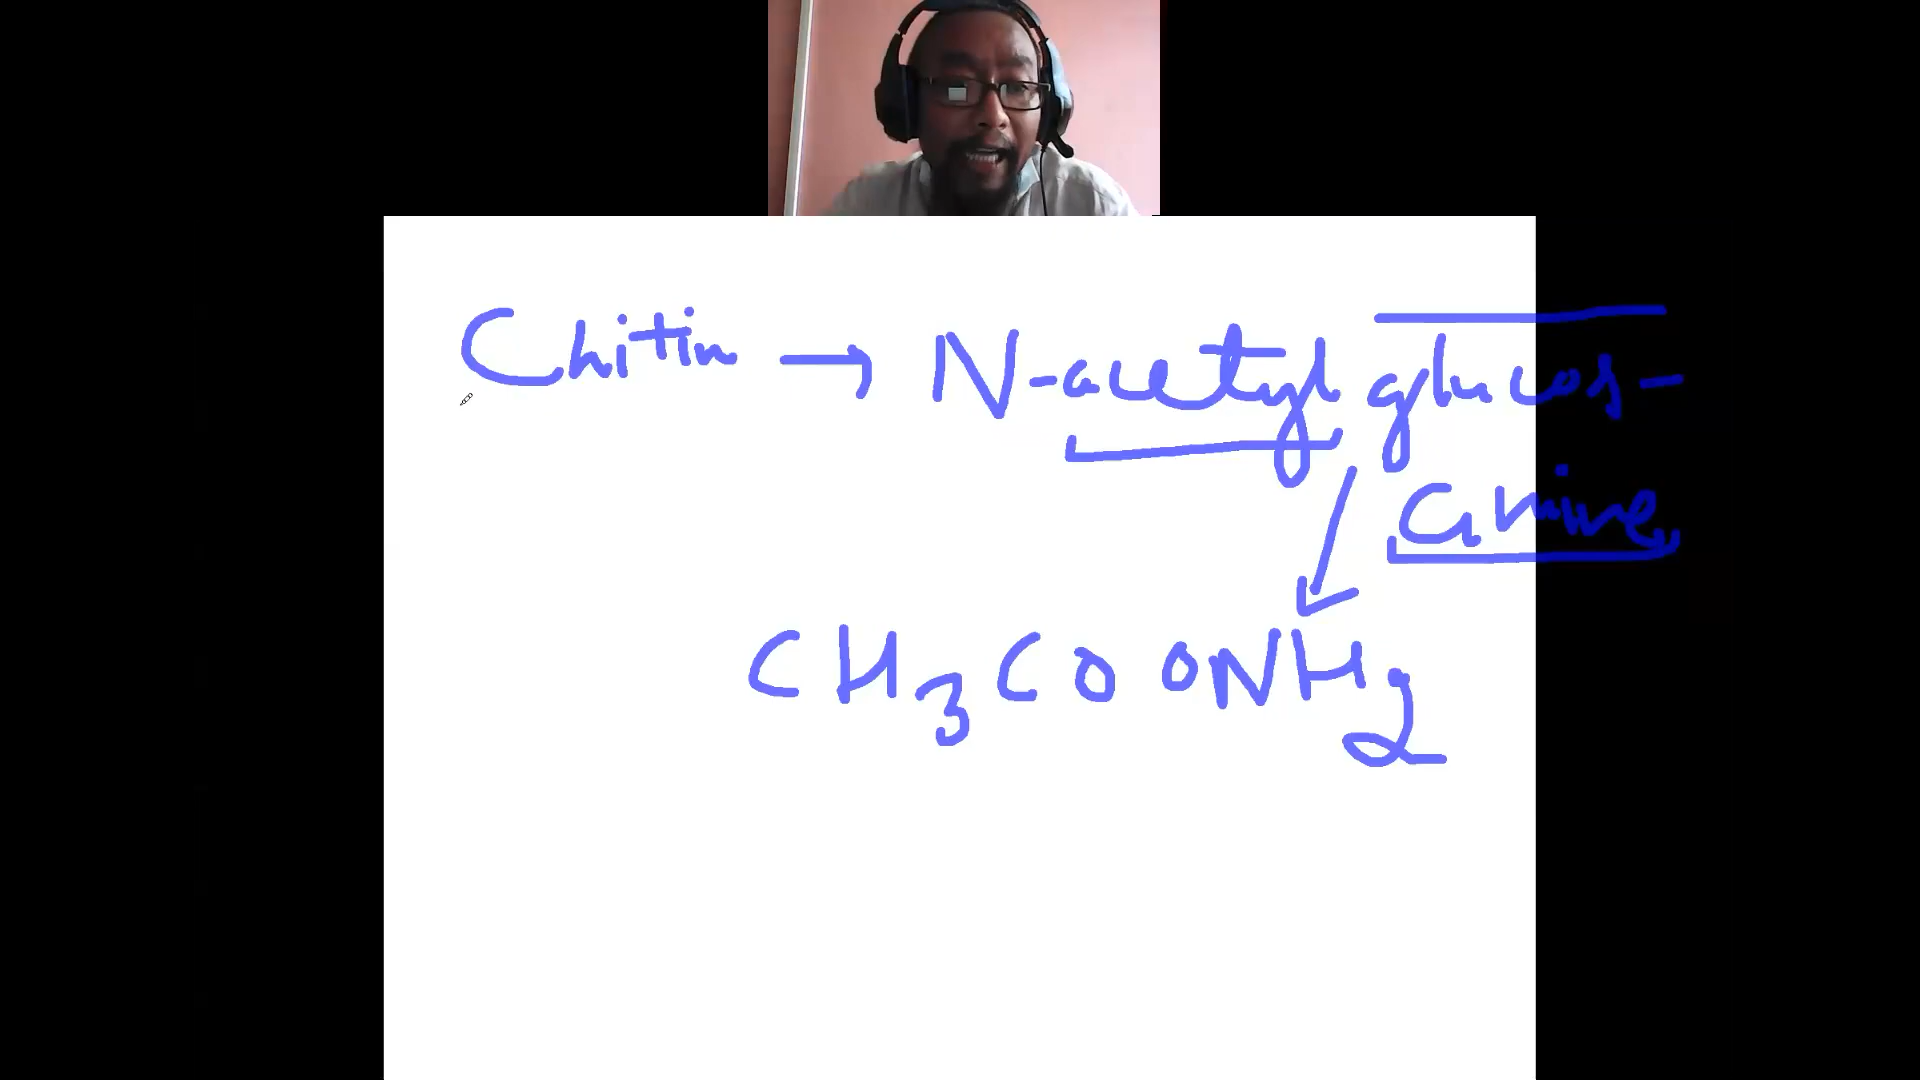 Chitin → N-acetyl glucos-
amine
CH3COONH2